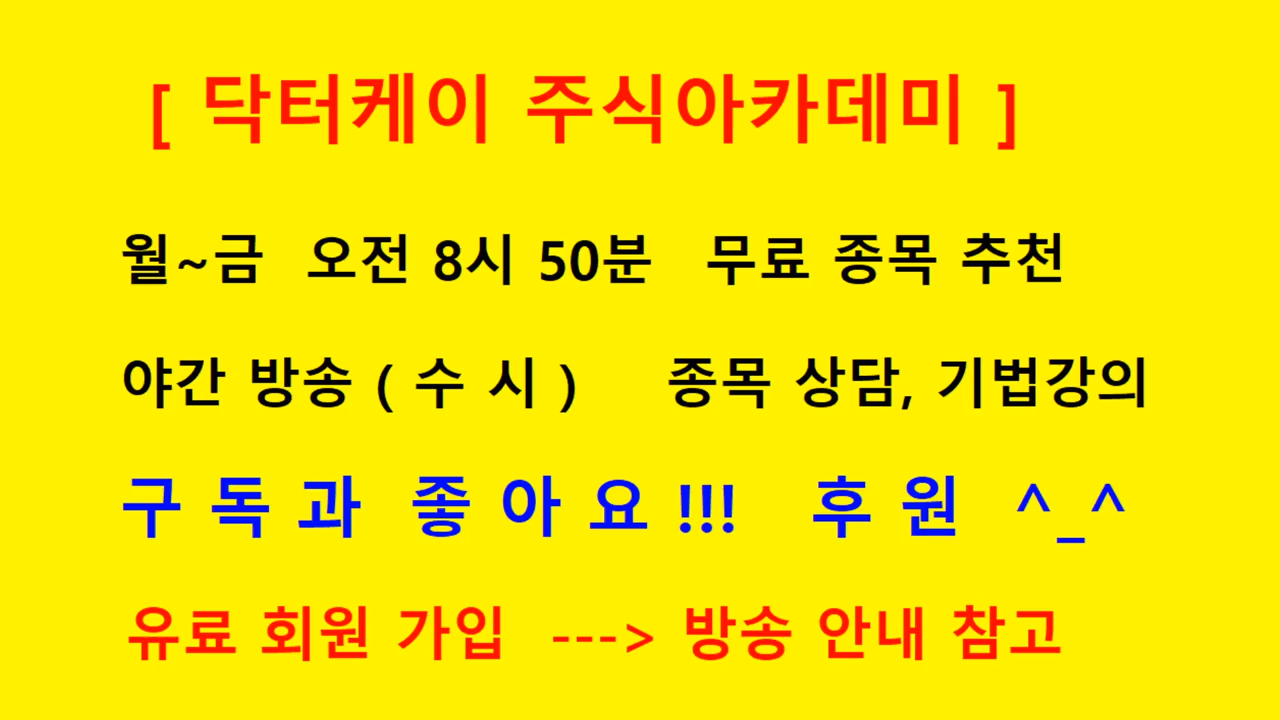 [ 닥터케이 주식아카데미 ]
월~금 오전 8시 50분 무료 종목 추천
야간 방송 ( 수 시 ) 종목 상담, 기법강의
구 독 과 좋 아 요 !!! 후 원 ^_^
유료 회원 가입 ---> 방송 안내 참고